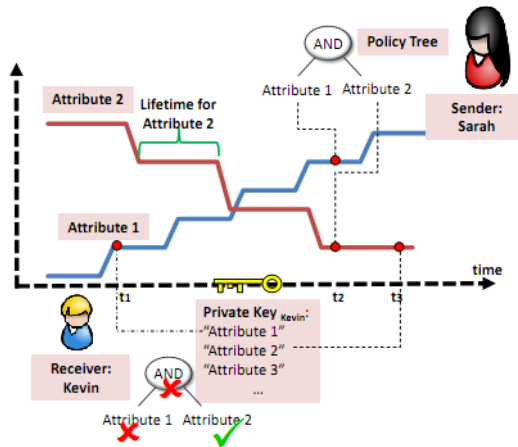 AND
Policy Tree
Attribute 1
Attribute 2
Attribute 2
Lifetime for
Attribute 2
Sender:
Sarah
Attribute 1
time
t1
t2
t3
Private Key Kevin:
"Attribute 1"
"Attribute 2"
"Attribute 3"
...
Receiver:
Kevin
AND
Attribute 1
Attribute 2